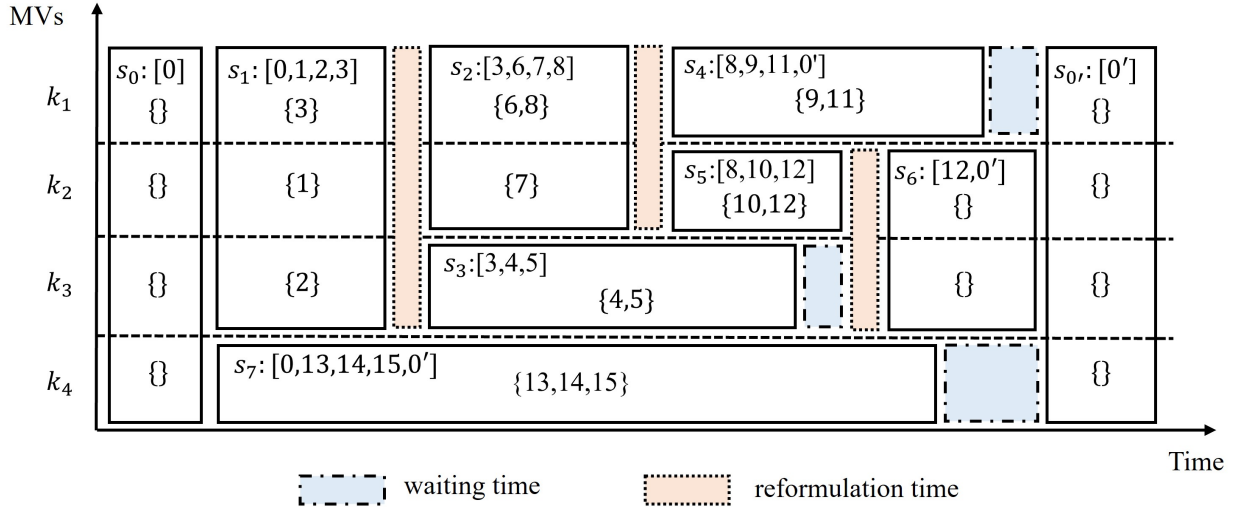 MVs
s₀: [0] s₁: [0,1,2,3] s₂:[3,6,7,8] s₄:[8,9,11,0'] s₀′: [0′]
k₁ {} {3} {6,8} {9,11} {}
s₅:[8,10,12] s₆: [12,0′]
k₂ {} {1} {7} {10,12} {} {}
s₃:[3,4,5]
k₃ {} {2} {4,5} {} {}
s₇: [0,13,14,15,0′]
k₄ {} {13,14,15} {}
Time
waiting time reformulation time